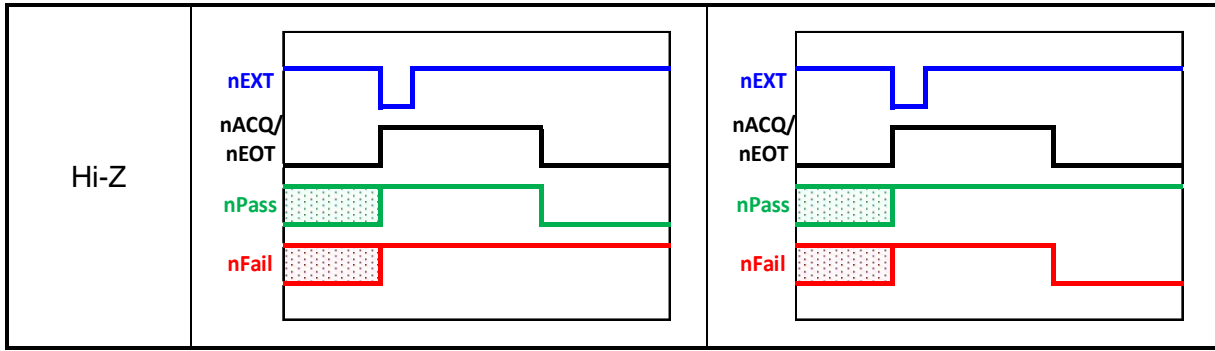 Hi-Z
nEXT
nACQ/
nEOT
nPass
nFail
nEXT
nACQ/
nEOT
nPass
nFail